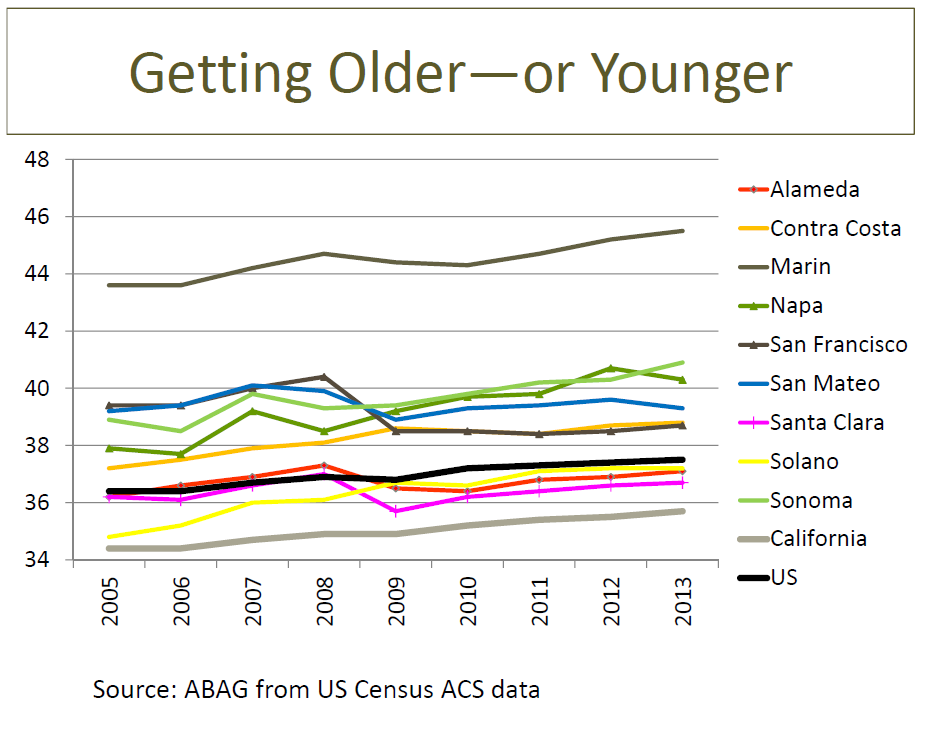 Getting Older—or Younger
48
46
44
42
40
38
36
34
2005
2006
2007
2008
2009
2010
2011
2012
2013
Alameda
Contra Costa
Marin
Napa
San Francisco
San Mateo
Santa Clara
Solano
Sonoma
California
US
Source: ABAG from US Census ACS data